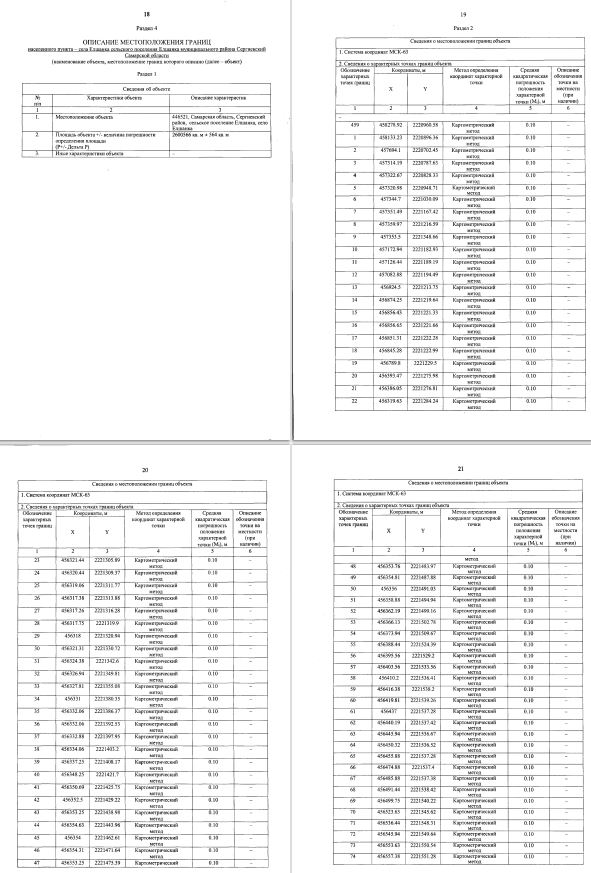 18
Раздел 4
ОПИСАНИЕ МЕСТОПОЛОЖЕНИЯ ГРАНИЦ
населенного пункта – села Елшанка сельского поселения Елшанка муниципального района Сергиевский
Самарской области
(наименование объекта, местоположение границ которого описано (далее – объект)
Раздел 1
Сведения об объекте
№ п/п Характеристики объекта Описание характеристик
1 2 3
1. Местоположение объекта 446521, Самарская область, Сергиевский район, сельское поселение Елшанка, село Елшанка
2. Площадь объекта +/- величина погрешности определения площади (Р+/- Дельта Р) 2600366 кв. м ± 564 кв. м
3. Иные характеристики объекта –
19
Раздел 2
Сведения о местоположении границ объекта
1. Система координат МСК-63
2. Сведения о характерных точках границ объекта
Обозначение характерных точек границ Координаты, м Метод определения координат характерной точки Средняя квадратическая погрешность положения характерной точки (Mt), м Описание обозначения точки на местности (при наличии)
X Y
1 2 3 4 5 6
–
459 458278.92 2220960.58 Картометрический метод 0.10 –
1 458133.23 2220896.36 Картометрический метод 0.10 –
2 457694.1 2220702.45 Картометрический метод 0.10 –
3 457514.19 2220787.63 Картометрический метод 0.10 –
4 457322.67 2220828.33 Картометрический метод 0.10 –
5 457320.98 2220948.71 Картометрический метод 0.10 –
6 457344.7 2221039.09 Картометрический метод 0.10 –
7 457351.49 2221167.42 Картометрический метод 0.10 –
8 457359.97 2221216.59 Картометрический метод 0.10 –
9 457353.5 2221348.66 Картометрический метод 0.10 –
10 457172.94 2221182.93 Картометрический метод 0.10 –
11 457126.44 2221189.19 Картометрический метод 0.10 –
12 457082.88 2221194.49 Картометрический метод 0.10 –
13 456924.5 2221213.75 Картометрический метод 0.10 –
14 456874.25 2221219.64 Картометрический метод 0.10 –
15 456856.43 2221221.33 Картометрический метод 0.10 –
16 456856.65 2221221.66 Картометрический метод 0.10 –
17 456851.31 2221222.28 Картометрический метод 0.10 –
18 456845.28 2221222.99 Картометрический метод 0.10 –
19 456789.8 2221229.5 Картометрический метод 0.10 –
20 456393.47 2221275.98 Картометрический метод 0.10 –
21 456386.05 2221276.81 Картометрический метод 0.10 –
22 456319.63 2221284.24 Картометрический метод 0.10 –
20
Сведения о местоположении границ объекта
1. Система координат МСК-63
2. Сведения о характерных точках границ объекта
Обозначение характерных точек границ Координаты, м Метод определения координат характерной точки Средняя квадратическая погрешность положения характерной точки (Mt), м Описание обозначения точки на местности (при наличии)
X Y
1 2 3 4 5 6
23 456321.44 2221305.89 Картометрический метод 0.10 –
24 456320.44 2221309.37 Картометрический метод 0.10 –
25 456319.06 2221311.77 Картометрический метод 0.10 –
26 456317.38 2221313.88 Картометрический метод 0.10 –
27 456317.26 2221316.28 Картометрический метод 0.10 –
28 456317.75 2221319.9 Картометрический метод 0.10 –
29 456318 2221320.94 Картометрический метод 0.10 –
30 456321.31 2221330.72 Картометрический метод 0.10 –
31 456324.38 2221342.6 Картометрический метод 0.10 –
32 456326.94 2221349.81 Картометрический метод 0.10 –
33 456327.81 2221355.08 Картометрический метод 0.10 –
34 456331 2221380.35 Картометрический метод 0.10 –
35 456332.06 2221386.37 Картометрический метод 0.10 –
36 456332.06 2221392.55 Картометрический метод 0.10 –
37 456332.88 2221397.95 Картометрический метод 0.10 –
38 456334.06 2221403.2 Картометрический метод 0.10 –
39 456337.25 2221408.17 Картометрический метод 0.10 –
40 456348.25 2221421.7 Картометрический метод 0.10 –
41 456350.69 2221425.75 Картометрический метод 0.10 –
42 456352.5 2221429.22 Картометрический метод 0.10 –
43 456353.25 2221438.98 Картометрический метод 0.10 –
44 456354.63 2221443.96 Картометрический метод 0.10 –
45 456354 2221462.61 Картометрический метод 0.10 –
46 456354.31 2221471.64 Картометрический метод 0.10 –
47 456353.25 2221475.39 Картометрический 0.10 –
21
Сведения о местоположении границ объекта
1. Система координат МСК-63
2. Сведения о характерных точках границ объекта
Обозначение характерных точек границ Координаты, м Метод определения координат характерной точки Средняя квадратическая погрешность положения характерной точки (Mt), м Описание обозначения точки на местности (при наличии)
X Y
1 2 3 4 5 6
метод
48 456353.76 2221483.97 Картометрический метод 0.10 –
49 456354.81 2221487.88 Картометрический метод 0.10 –
50 456356 2221491.03 Картометрический метод 0.10 –
51 456358.88 2221494.94 Картометрический метод 0.10 –
52 456362.19 2221499.16 Картометрический метод 0.10 –
53 456366.13 2221502.78 Картометрический метод 0.10 –
54 456373.94 2221509.67 Картометрический метод 0.10 –
55 456388.44 2221524.39 Картометрический метод 0.10 –
56 456395.56 2221529.2 Картометрический метод 0.10 –
57 456403.56 2221533.56 Картометрический метод 0.10 –
58 456410.2 2221536.41 Картометрический метод 0.10 –
59 456416.38 2221538.2 Картометрический метод 0.10 –
60 456419.81 2221539.26 Картометрический метод 0.10 –
61 456437 2221537.28 Картометрический метод 0.10 –
62 456440.19 2221537.42 Картометрический метод 0.10 –
63 456445.94 2221536.67 Картометрический метод 0.10 –
64 456450.32 2221536.52 Картометрический метод 0.10 –
65 456455.88 2221537.28 Картометрический метод 0.10 –
66 456474.88 2221537.4 Картометрический метод 0.10 –
67 456485.88 2221537.38 Картометрический метод 0.10 –
68 456491.44 2221538.42 Картометрический метод 0.10 –
69 456499.75 2221540.22 Картометрический метод 0.10 –
70 456523.63 2221545.62 Картометрический метод 0.10 –
71 456536.44 2221548.31 Картометрический метод 0.10 –
72 456545.94 2221549.64 Картометрический метод 0.10 –
73 456553.63 2221550.54 Картометрический метод 0.10 –
74 456557.38 2221551.28 Картометрический метод 0.10 –